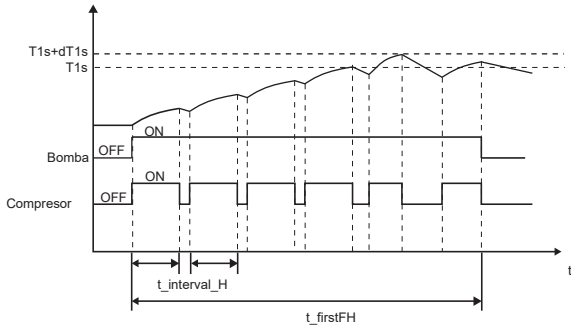 T1s+dT1s
T1s
ON
Bomba
OFF
ON
Compresor
OFF
t
t_interval_H
t_firstFH